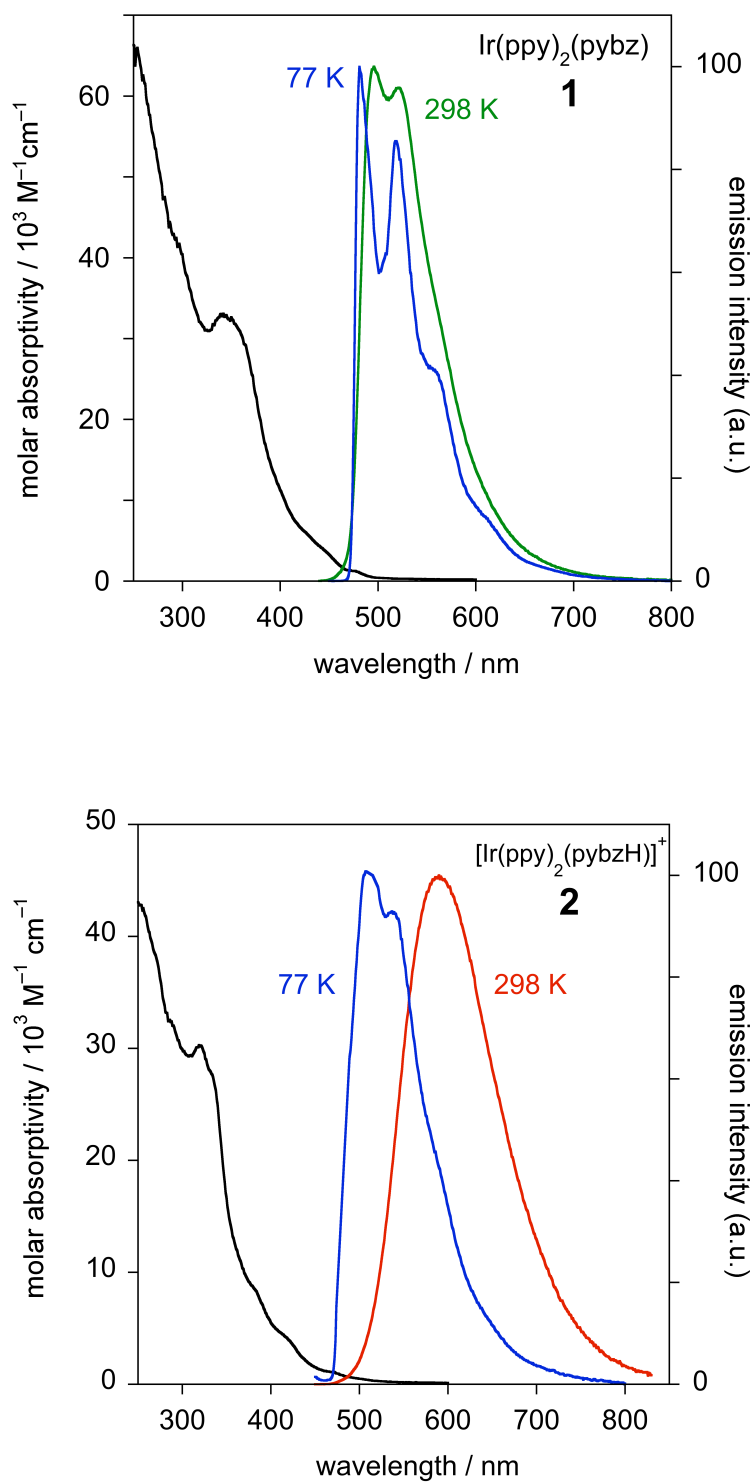 Ir(ppy)₂(pybz)
1
77 K
298 K
60
40
20
0
100
0
300 400 500 600 700 800
wavelength / nm
molar absorptivity / 10³ M⁻¹cm⁻¹
emission intensity (a.u.)
[Ir(ppy)₂(pybzH)]⁺
2
77 K
298 K
50
40
30
20
10
0
100
0
300 400 500 600 700 800
wavelength / nm
molar absorptivity / 10³ M⁻¹ cm⁻¹
emission intensity (a.u.)